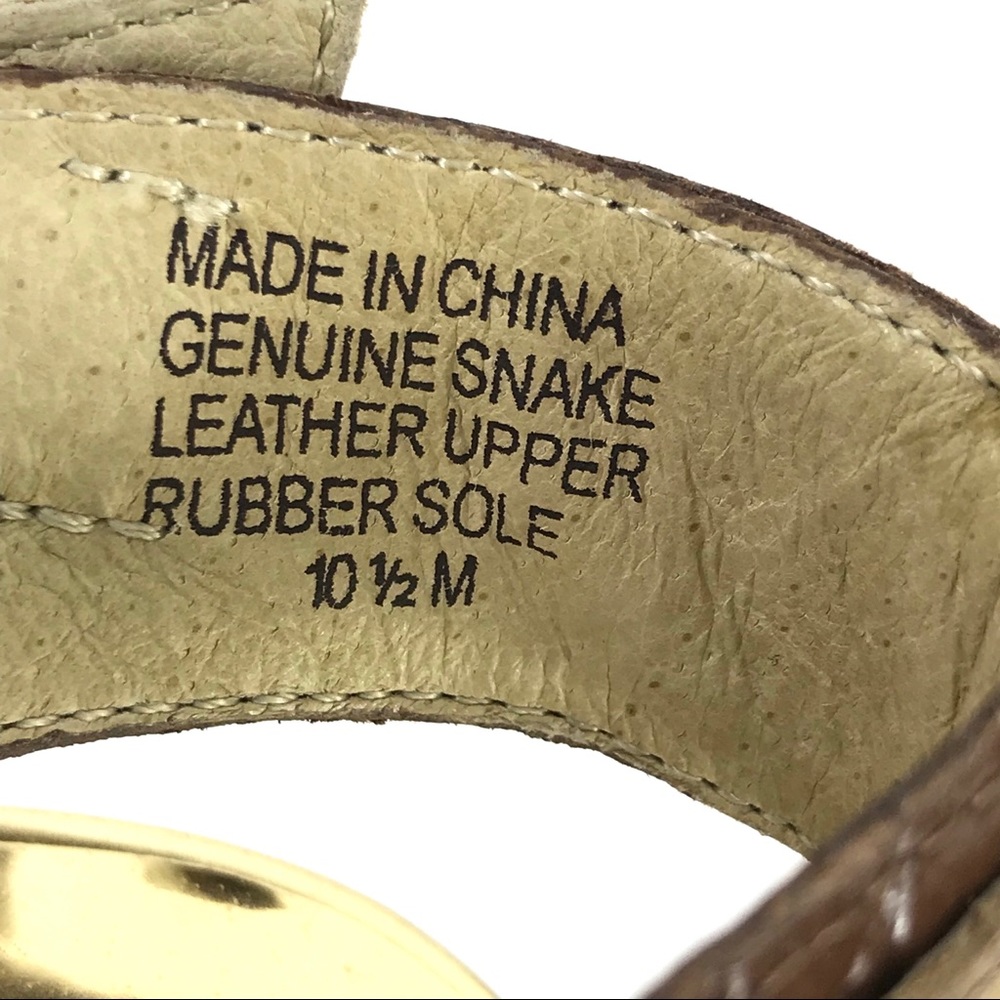 MADE IN CHINA
GENUINE SNAKE
LEATHER UPPER
RUBBER SOLE
10 ½ M